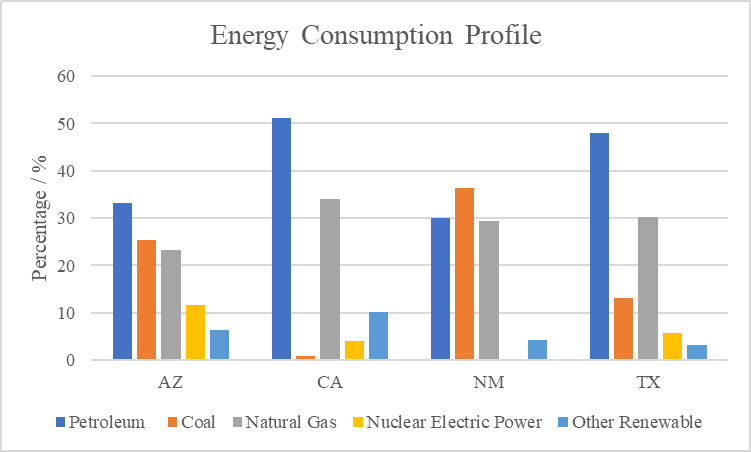 Energy Consumption Profile
Percentage / %
60
50
40
30
20
10
0
AZ CA NM TX
Petroleum Coal Natural Gas Nuclear Electric Power Other Renewable